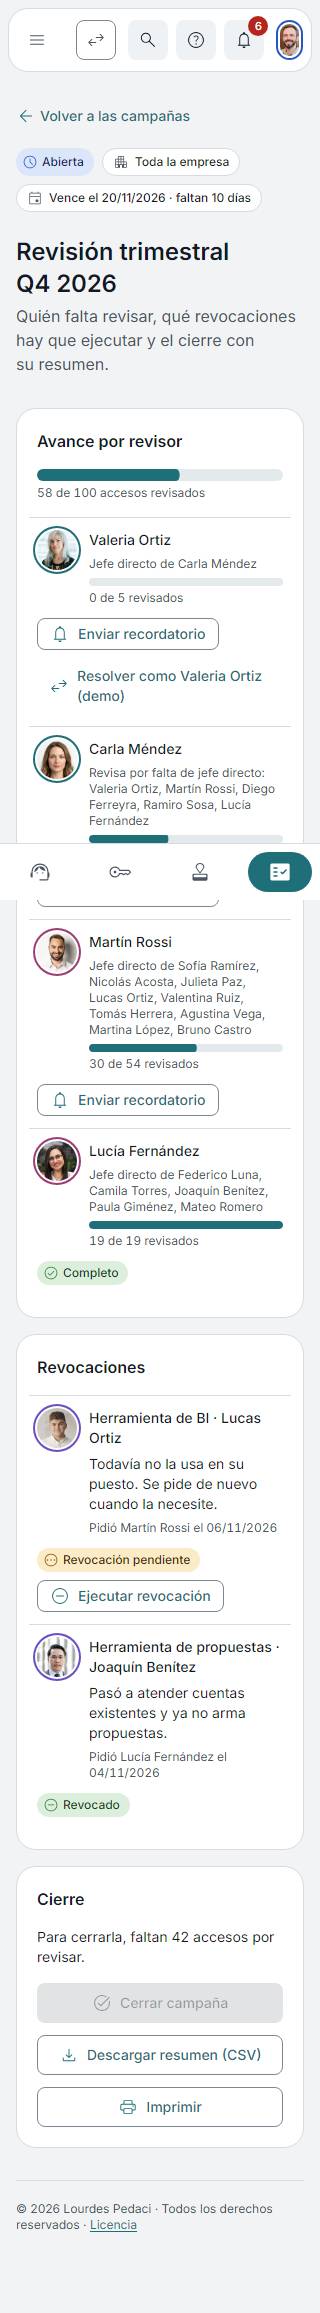 6
Volver a las campañas
Abierta
Toda la empresa
Vence el 20/11/2026 · faltan 10 días
Revisión trimestral
Q4 2026
Quién falta revisar, qué revocaciones
hay que ejecutar y el cierre con
su resumen.
Avance por revisor
58 de 100 accesos revisados
Valeria Ortiz
Jefe directo de Carla Méndez
0 de 5 revisados
Enviar recordatorio
Resolver como Valeria Ortiz
(demo)
Carla Méndez
Revisa por falta de jefe directo:
Valeria Ortiz, Martín Rossi, Diego
Ferreyra, Ramiro Sosa, Lucía
Fernández
Martín Rossi
Jefe directo de Sofía Ramírez,
Nicolás Acosta, Julieta Paz,
Lucas Ortiz, Valentina Ruiz,
Tomás Herrera, Agustina Vega,
Martina López, Bruno Castro
30 de 54 revisados
Enviar recordatorio
Lucía Fernández
Jefe directo de Federico Luna,
Camila Torres, Joaquín Benítez,
Paula Giménez, Mateo Romero
19 de 19 revisados
Completo
Revocaciones
Herramienta de BI · Lucas
Ortiz
Todavía no la usa en su
puesto. Se pide de nuevo
cuando la necesite.
Pidió Martín Rossi el 06/11/2026
Revocación pendiente
Ejecutar revocación
Herramienta de propuestas ·
Joaquín Benítez
Pasó a atender cuentas
existentes y ya no arma
propuestas.
Pidió Lucía Fernández el
04/11/2026
Revocado
Cierre
Para cerrarla, faltan 42 accesos por
revisar.
Cerrar campaña
Descargar resumen (CSV)
Imprimir
© 2026 Lourdes Pedaci · Todos los derechos
reservados · Licencia